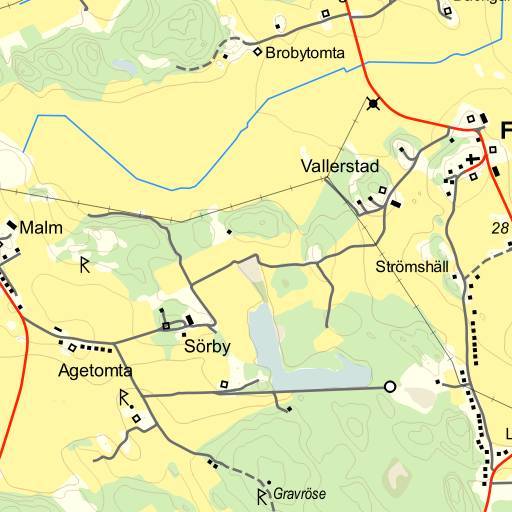 Brobytomta
Vallerstad
F
Malm
28
Strömshäll
Sörby
Agetomta
L
Gravröse